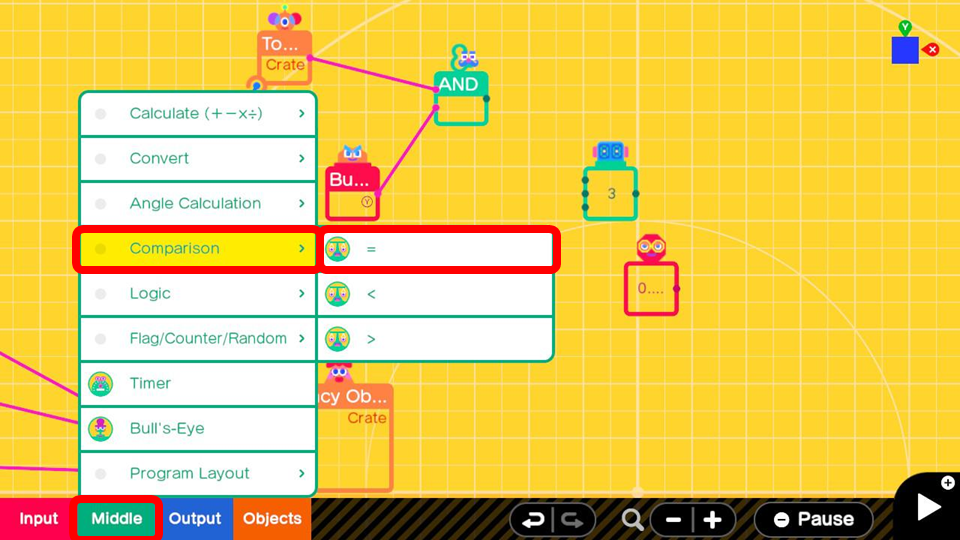 Y
X
To...
Crate
AND
Calculate (+−x÷)
Convert
Bu...
Y
3
Angle Calculation
Comparison
=
0....
Logic
<
Flag/Counter/Random
>
Timer
cy Ob...
Crate
Bull's-Eye
Program Layout
Input
Middle
Output
Objects
Pause